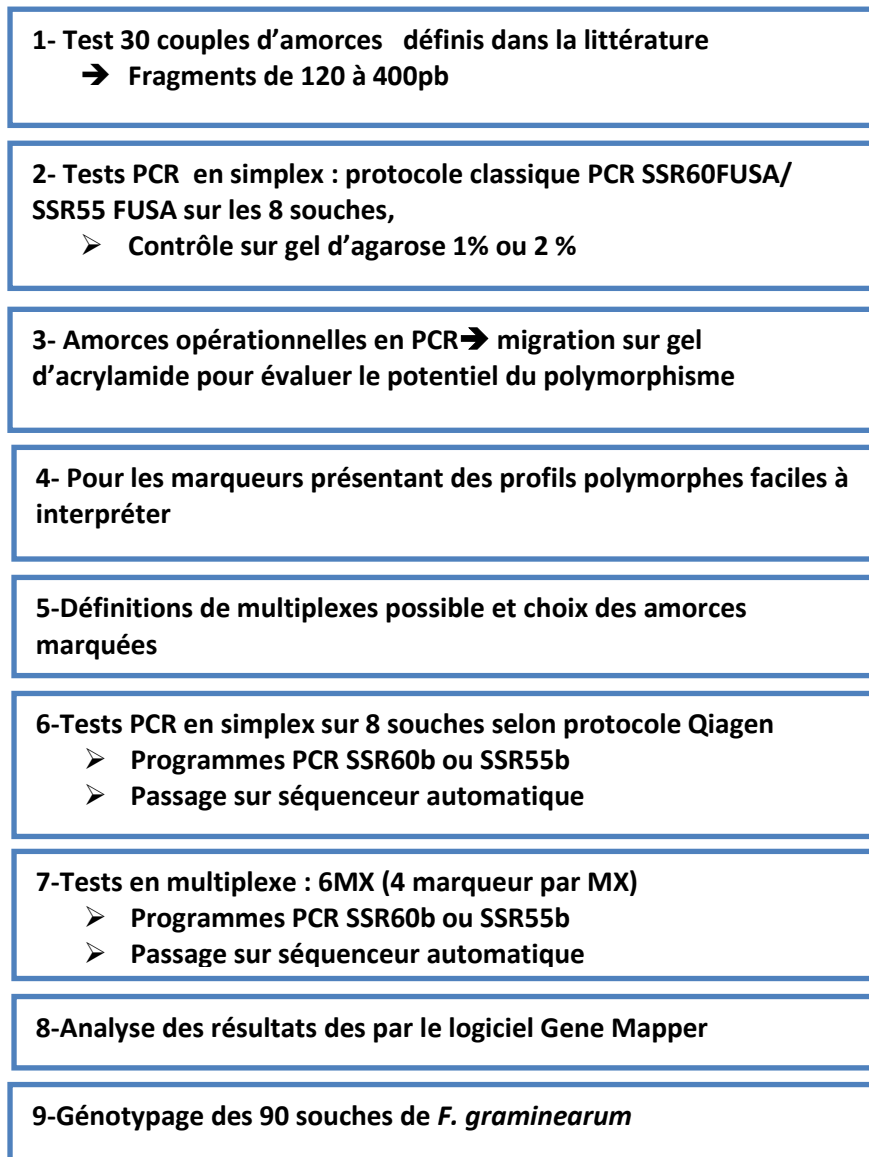 1- Test 30 couples d’amorces définis dans la littérature
➔ Fragments de 120 à 400pb
2- Tests PCR en simplex : protocole classique PCR SSR60FUSA/
SSR55 FUSA sur les 8 souches,
➢ Contrôle sur gel d’agarose 1% ou 2 %
3- Amorces opérationnelles en PCR➔ migration sur gel
d’acrylamide pour évaluer le potentiel du polymorphisme
4- Pour les marqueurs présentant des profils polymorphes faciles à
interpréter
5-Définitions de multiplexes possible et choix des amorces
marquées
6-Tests PCR en simplex sur 8 souches selon protocole Qiagen
➢ Programmes PCR SSR60b ou SSR55b
➢ Passage sur séquenceur automatique
7-Tests en multiplexe : 6MX (4 marqueur par MX)
➢ Programmes PCR SSR60b ou SSR55b
➢ Passage sur séquenceur automatique
8-Analyse des résultats des par le logiciel Gene Mapper
9-Génotypage des 90 souches de F. graminearum